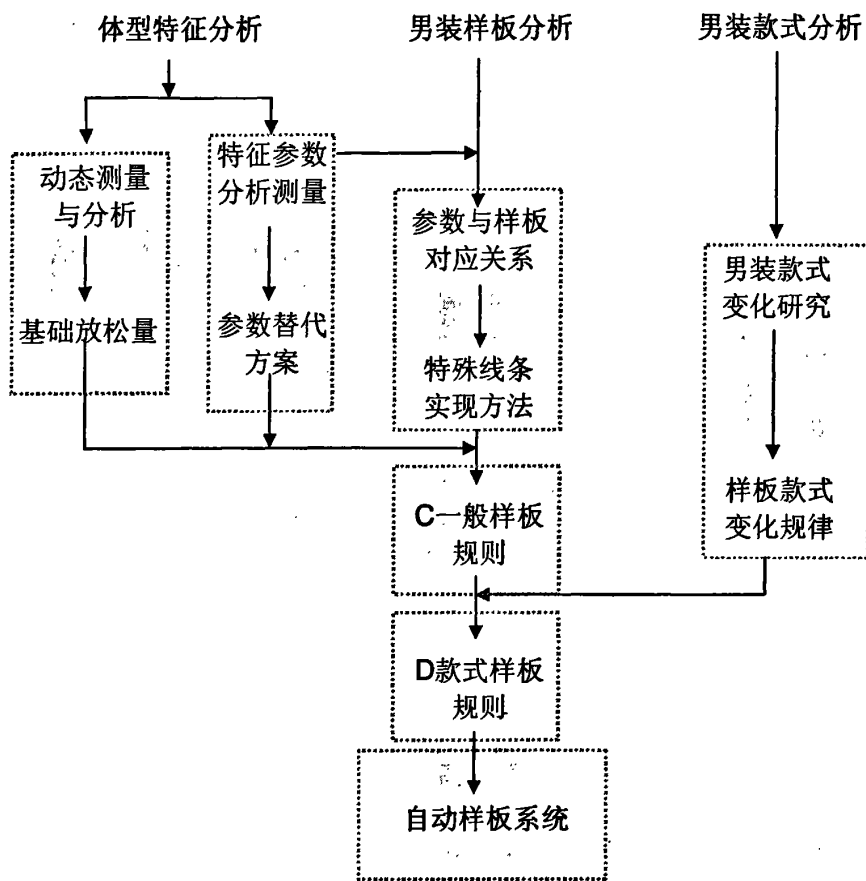 体型特征分析
男装样板分析
男装款式分析
动态测量
与分析
基础放松量
特征参数
分析测量
参数替代
方案
参数与样板
对应关系
特殊线条
实现方法
男装款式
变化研究
样板款式
变化规律
C一般样板
规则
D款式样板
规则
自动样板系统